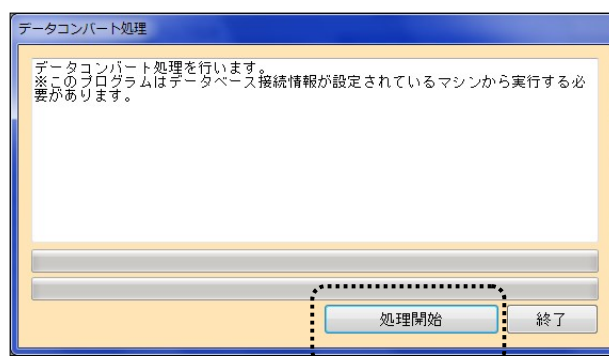 データコンバート処理
データコンバート処理を行います。
※このプログラムはデータベース接続情報が設定されているマシンから実行する必
要があります。
処理開始
終了